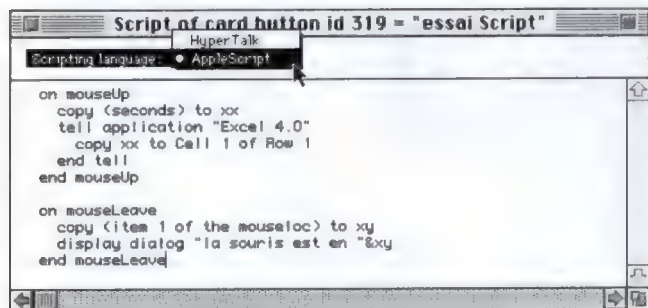 Script of card button id 319 = "essai Script"
HyperTalk
Scripting language: ● AppleScript
on mouseUp
copy (seconds) to xx
tell application "Excel 4.0"
copy xx to Cell 1 of Row 1
end tell
end mouseUp
on mouseLeave
copy (item 1 of the mouseloc) to xy
display dialog "la souris est en "&xy
end mouseLeave